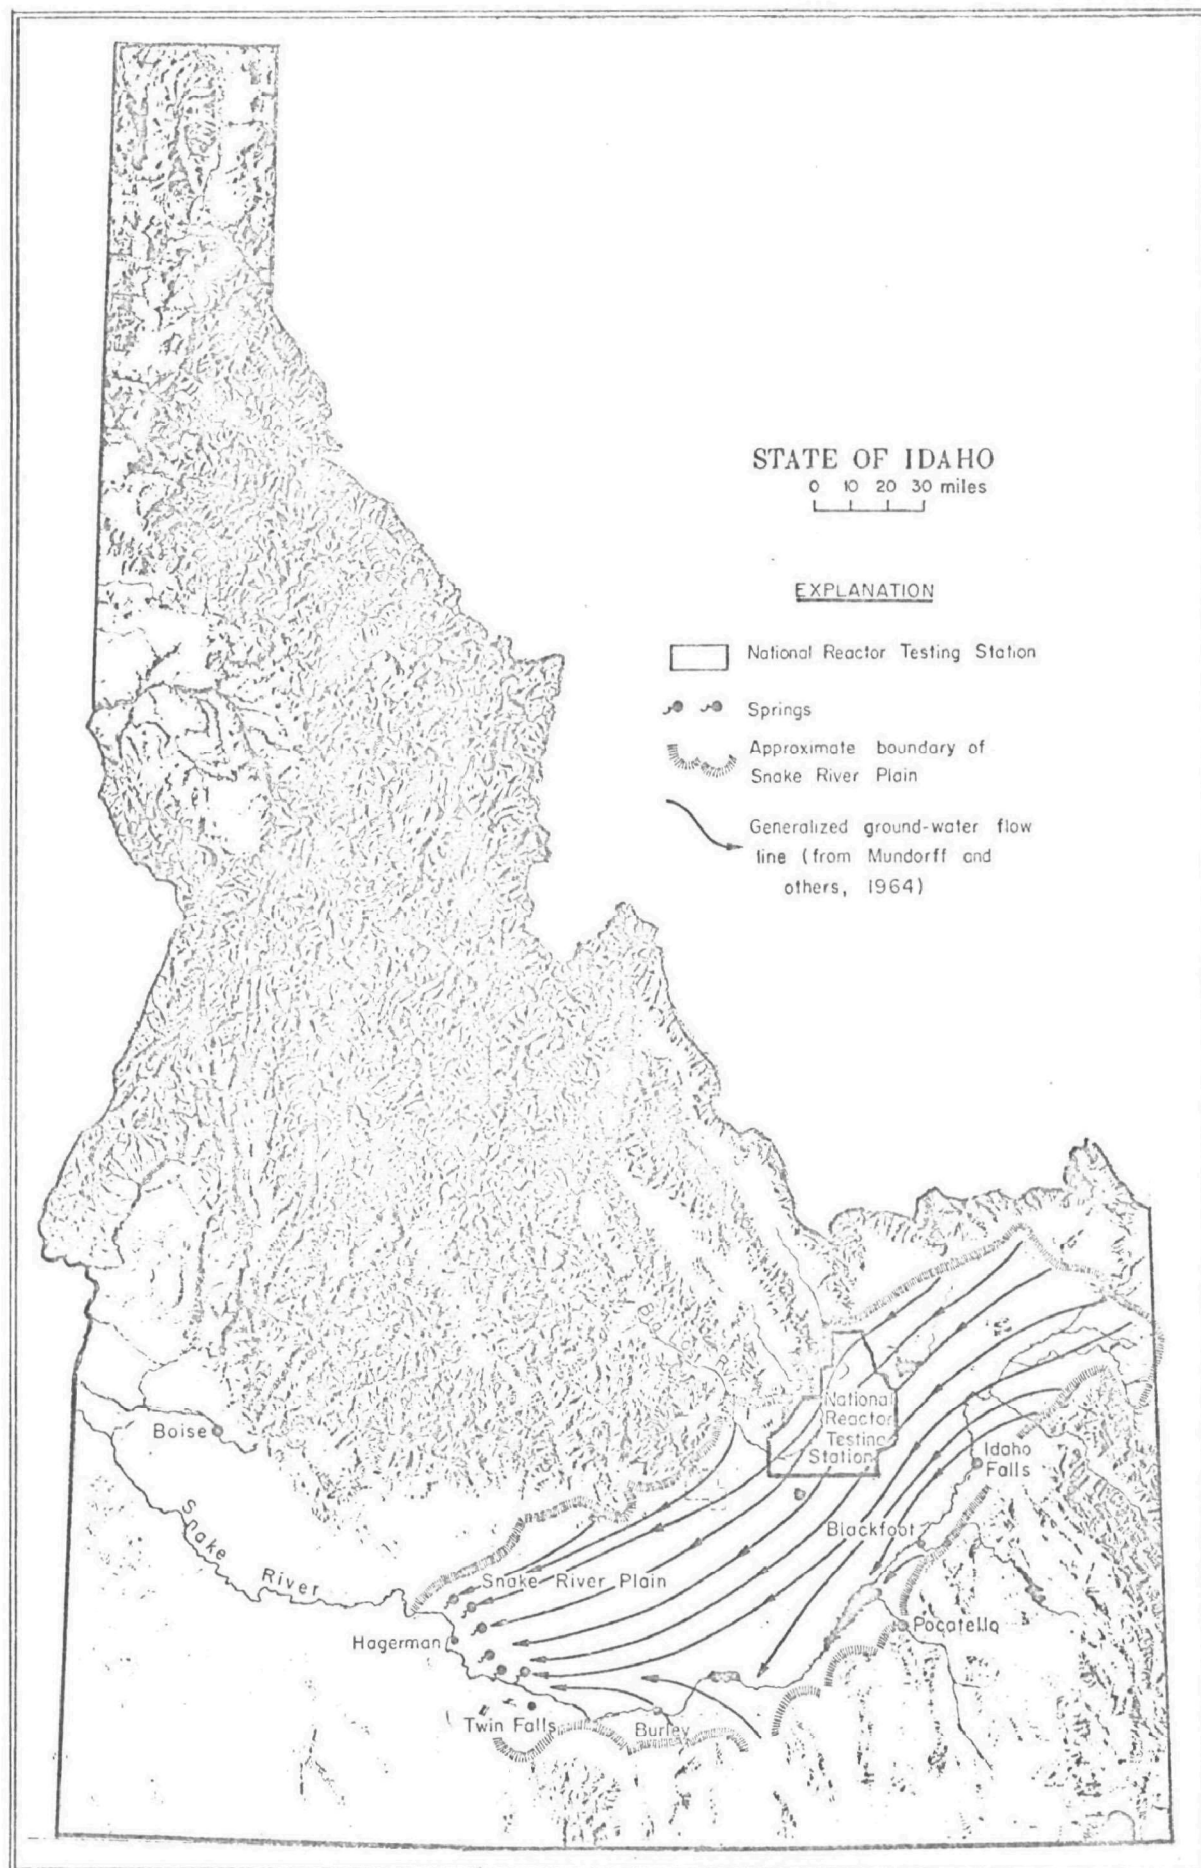 STATE OF IDAHO
0 10 20 30 miles
EXPLANATION
National Reactor Testing Station
Springs
Approximate boundary of
Snake River Plain
Generalized ground-water flow
line (from Mundorff and
others, 1964)
Big Lost R.
National
Reactor
Testing
Station
Boise
Idaho
Falls
Snake
River
Blackfoot
Snake River Plain
Hagerman
Pocatello
Twin Falls
Burley